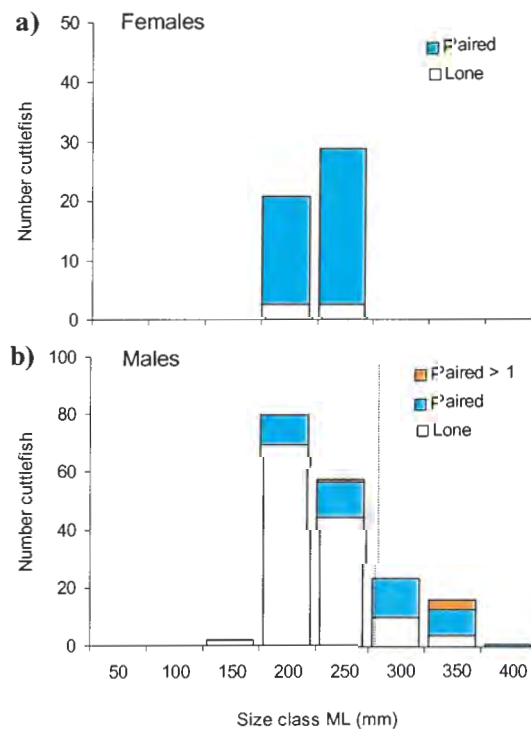 a) Females
Paired
Lone
50
40
30
20
10
0
Number cuttlefish
b) Males
Paired > 1
Paired
Lone
100
80
60
40
20
0
Number cuttlefish
50 100 150 200 250 300 350 400
Size class ML (mm)